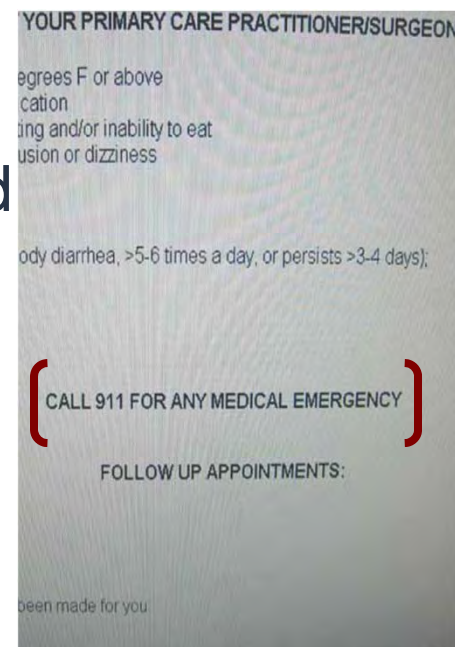 YOUR PRIMARY CARE PRACTITIONER/SURGEON
egrees F or above
cation
ting and/or inability to eat
usion or dizziness
d
ody diarrhea, >5-6 times a day, or persists >3-4 days);
CALL 911 FOR ANY MEDICAL EMERGENCY
FOLLOW UP APPOINTMENTS:
been made for you